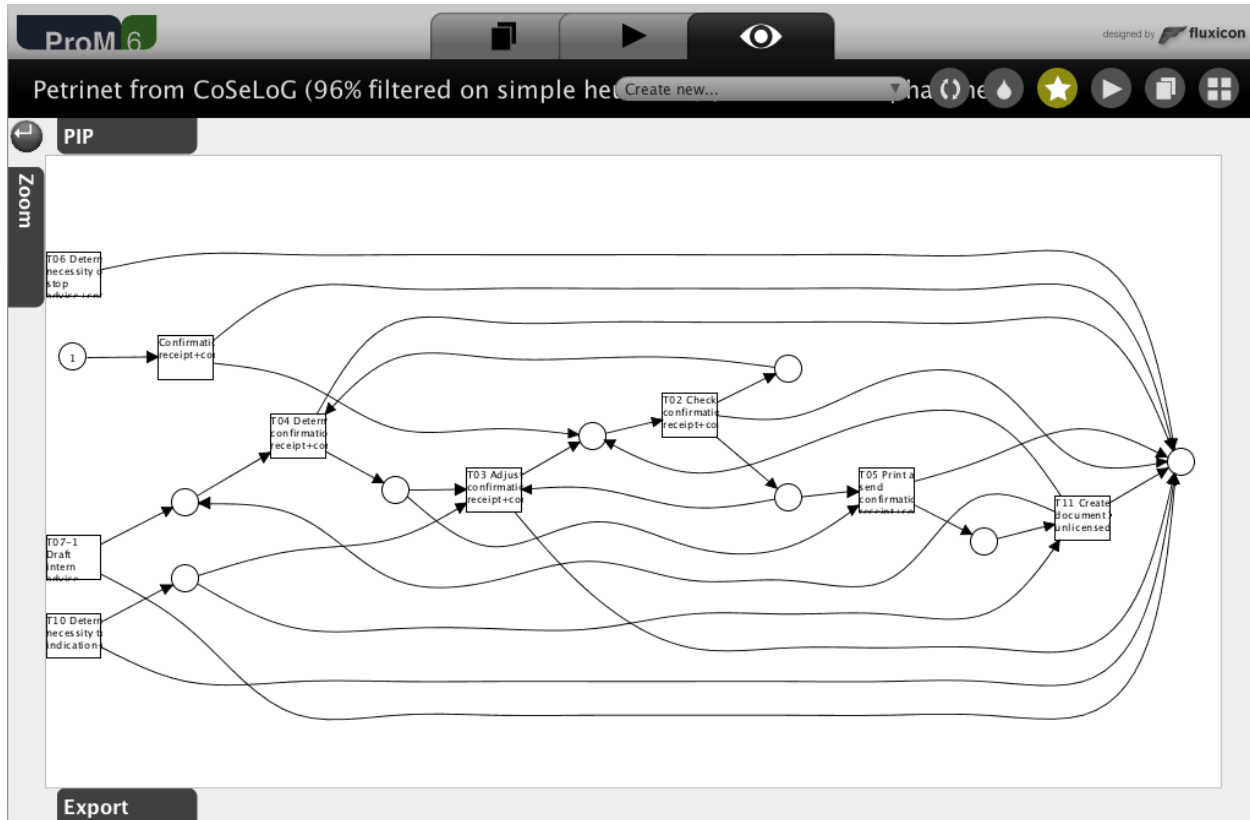 ProM 6
designed by fluxicon
Petrinet from CoSeLoG (96% filtered on simple heu
Create new...
PIP
Zoom
T06 Determ
necessity o
stop
1
Confirmati
receipt+co
T04 Determ
confirmatio
receipt+co
T02 Check
confirmatio
receipt+co
T03 Adjus
confirmatio
receipt+co
T05 Print a
send
confirmatio
T11 Create
document
unlicensed
T07-1
Draft
intern
T10 Determ
necessity t
indication
Export